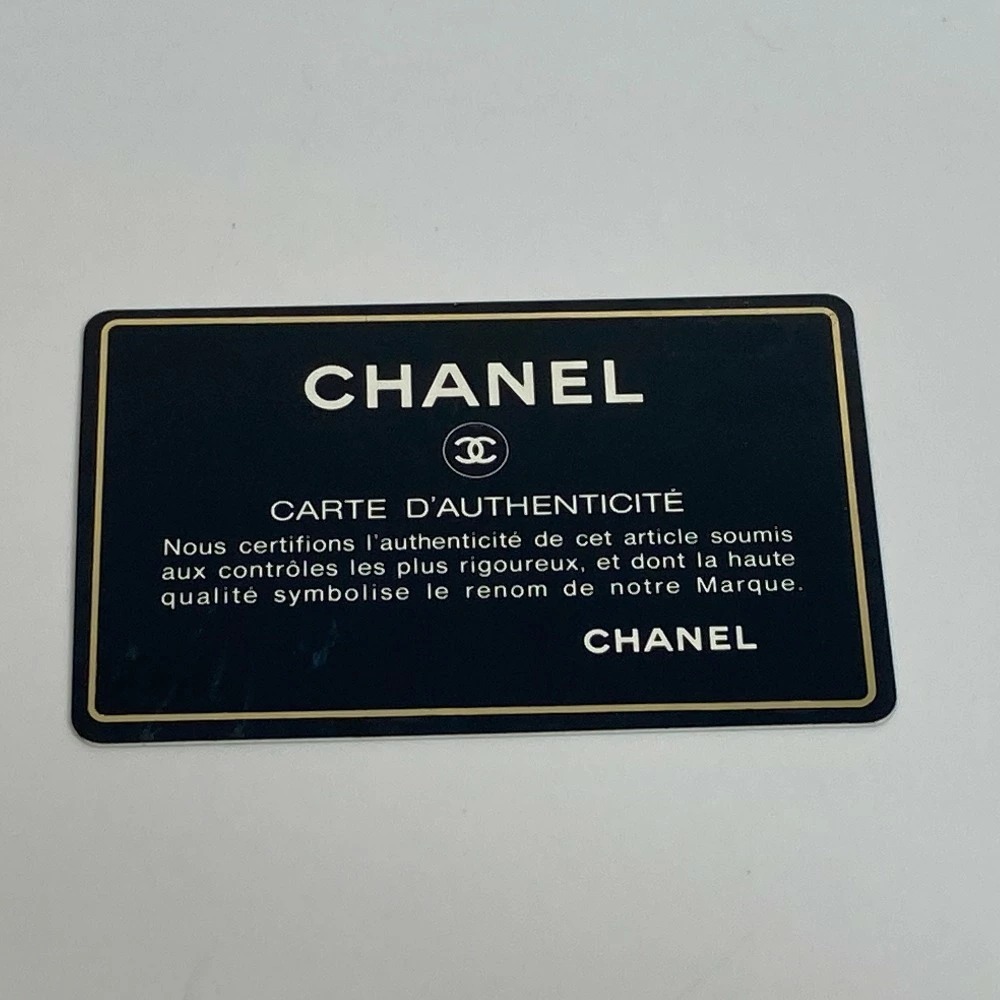 CHANEL
CARTE D'AUTHENTICITÉ
Nous certifions l'authenticité de cet article soumis
aux contrôles les plus rigoureux, et dont la haute
qualité symbolise le renom de notre Marque.
CHANEL